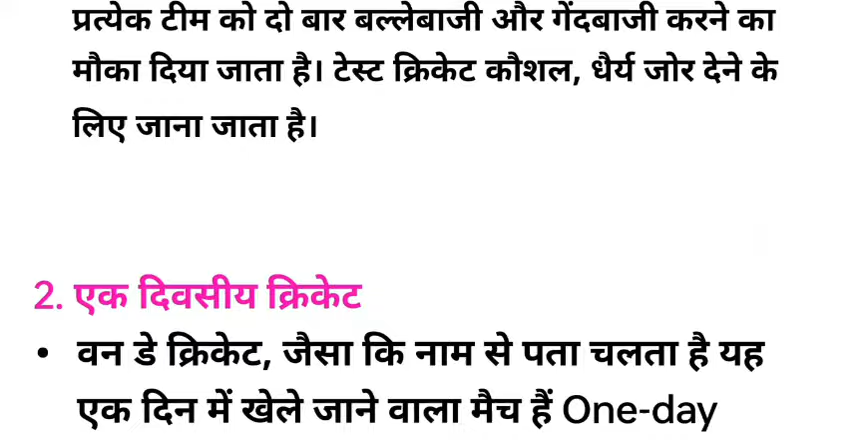 प्रत्येक टीम को दो बार बल्लेबाजी और गेंदबाजी करने का
मौका दिया जाता है। टेस्ट क्रिकेट कौशल, धैर्य जोर देने के
लिए जाना जाता है।
2. एक दिवसीय क्रिकेट
• वन डे क्रिकेट, जैसा कि नाम से पता चलता है यह
एक दिन में खेले जाने वाला मैच हैं One-day